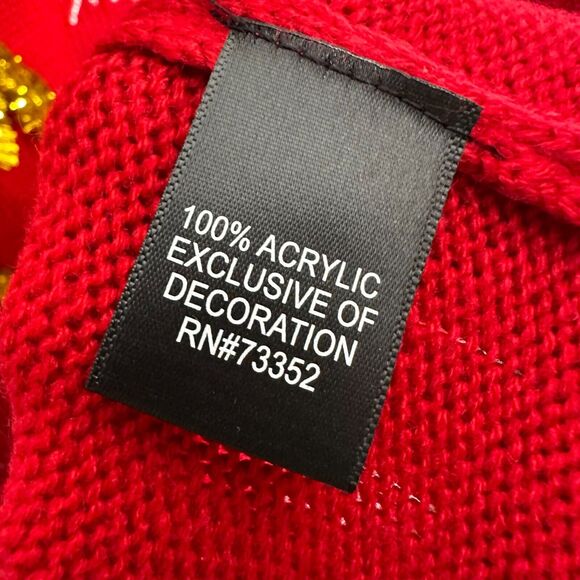 100% ACRYLIC
EXCLUSIVE OF
DECORATION
RN#73352